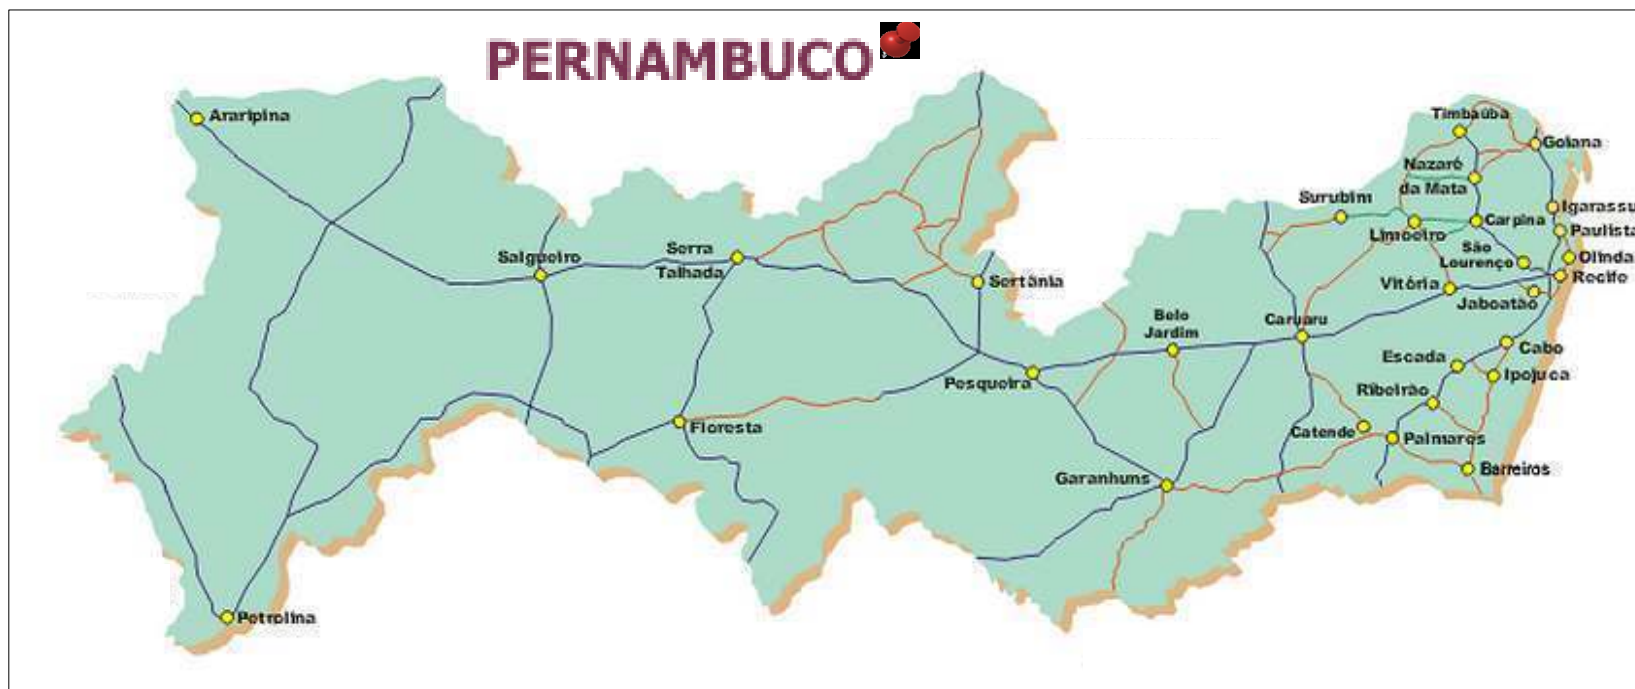 PERNAMBUCO
Araripina
Timbaúba
Goiana
Nazaré
da Mata
Surubim
Igarassu
Limoeiro
Carpina
Paulista
São
Lourenço
Olinda
Recife
Salgueiro
Serra
Talhada
Sertânia
Vitória
Jaboatão
Belo
Jardim
Caruaru
Cabo
Escada
Pesqueira
Ipojuca
Ribeirão
Floresta
Catende
Palmares
Barreiros
Garanhuns
Petrolina